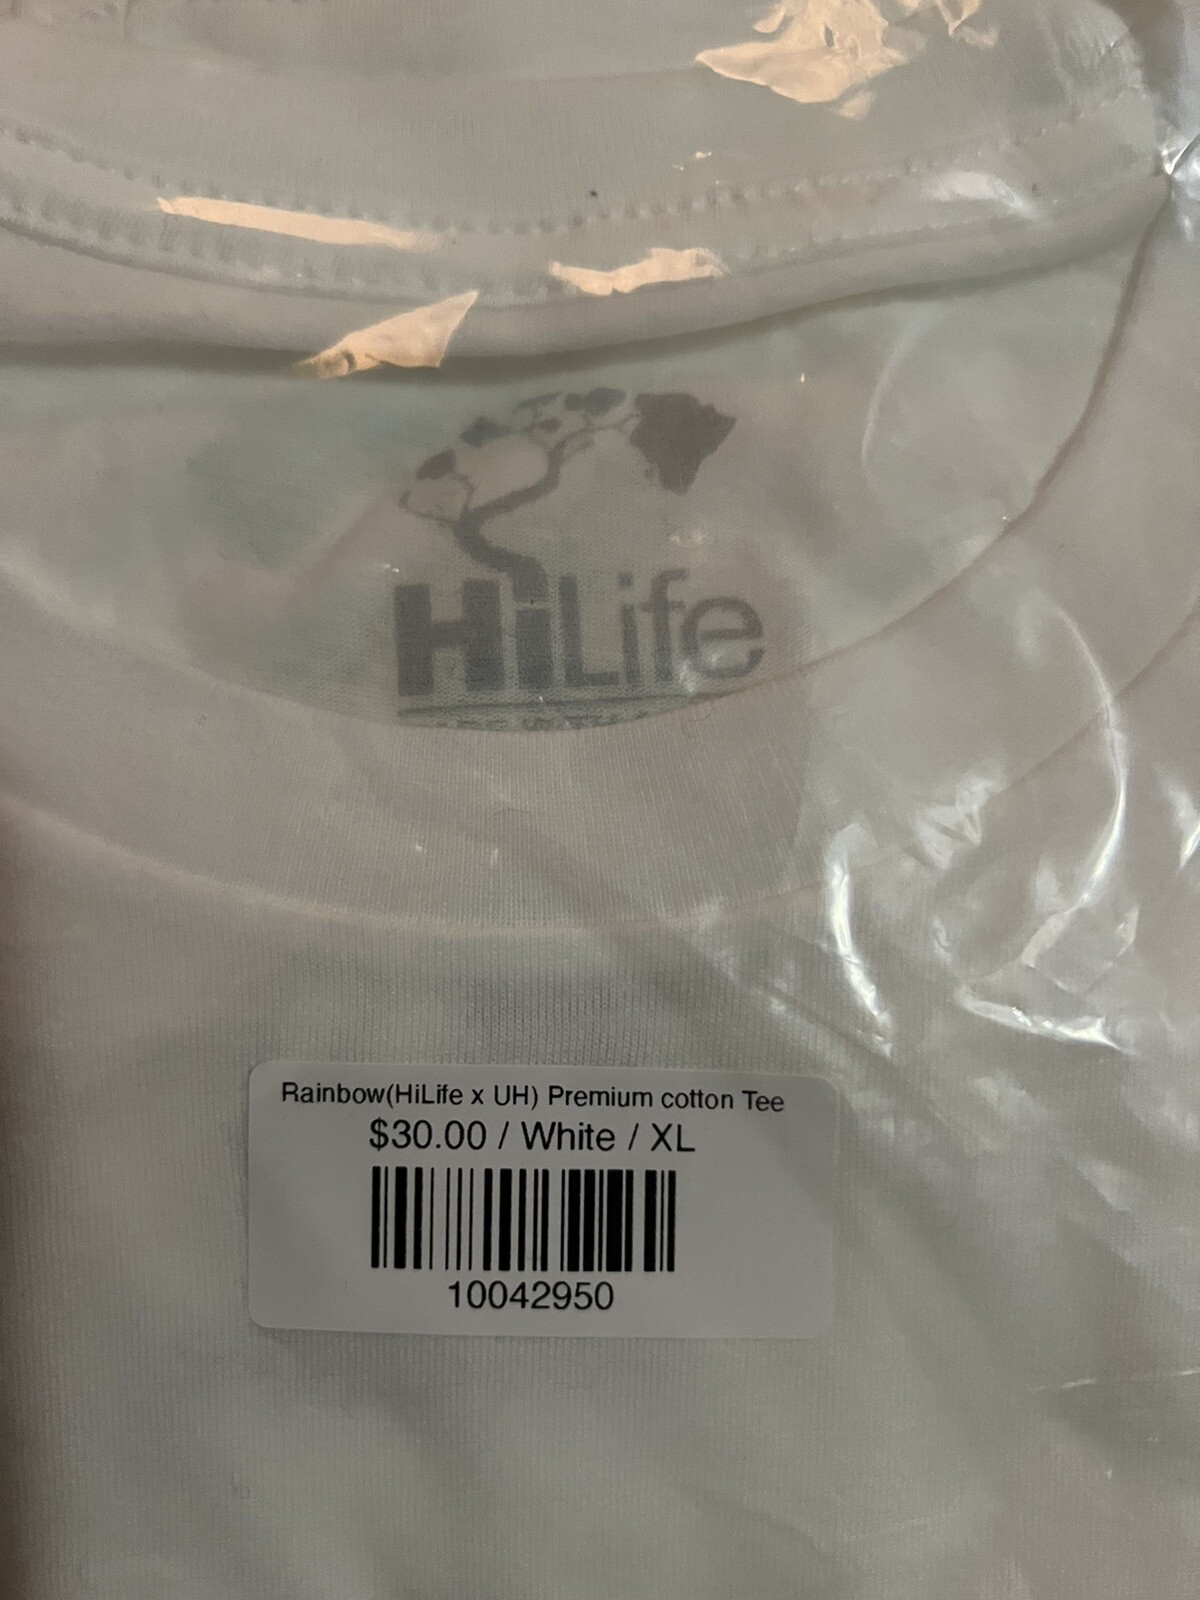 HiLife
Rainbow(HiLife x UH) Premium cotton Tee
$30.00 / White / XL
10042950